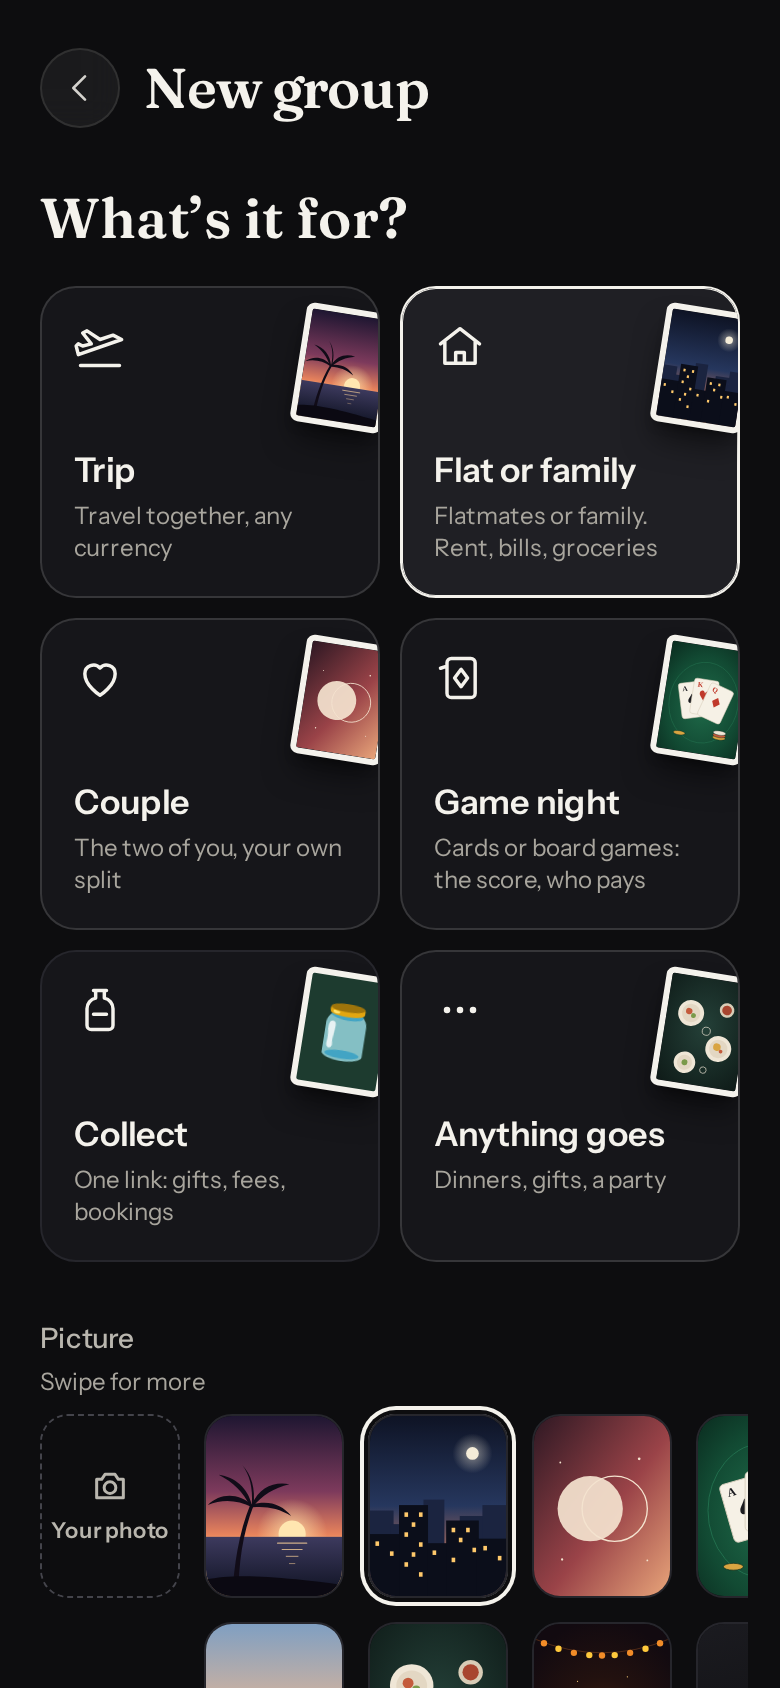 New group
What’s it for?
Trip
Travel together, any
currency
Flat or family
Flatmates or family.
Rent, bills, groceries
Couple
The two of you, your own
split
Game night
Cards or board games:
the score, who pays
A
K
Q
Collect
One link: gifts, fees,
bookings
Anything goes
Dinners, gifts, a party
Picture
Swipe for more
Your photo
A